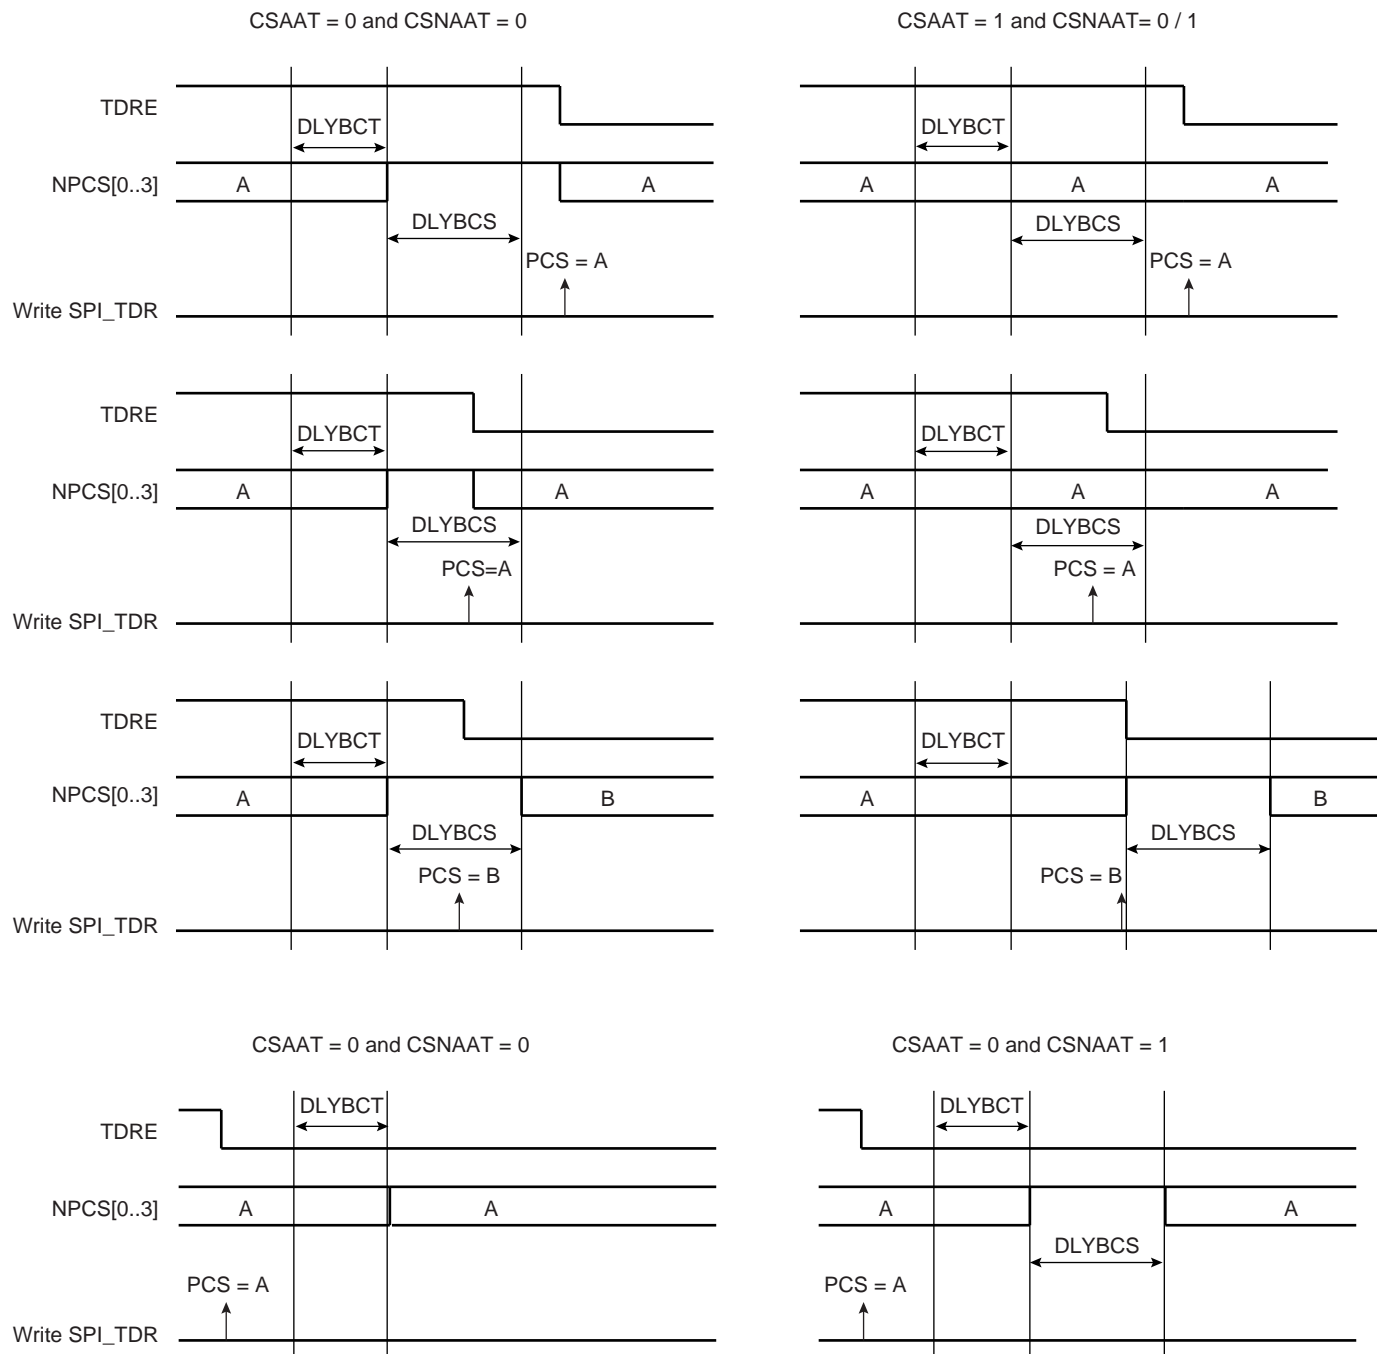 CSAAT = 0 and CSNAAT = 0
CSAAT = 1 and CSNAAT= 0 / 1
TDRE
DLYBCT
DLYBCT
NPCS[0..3]
A
A
A
A
A
DLYBCS
DLYBCS
PCS = A
PCS = A
Write SPI_TDR
TDRE
DLYBCT
DLYBCT
NPCS[0..3]
A
A
A
A
A
DLYBCS
DLYBCS
PCS=A
PCS = A
Write SPI_TDR
TDRE
DLYBCT
DLYBCT
NPCS[0..3]
A
B
A
B
DLYBCS
DLYBCS
PCS = B
PCS = B
Write SPI_TDR
CSAAT = 0 and CSNAAT = 0
CSAAT = 0 and CSNAAT = 1
DLYBCT
DLYBCT
TDRE
NPCS[0..3]
A
A
A
A
DLYBCS
PCS = A
PCS = A
Write SPI_TDR